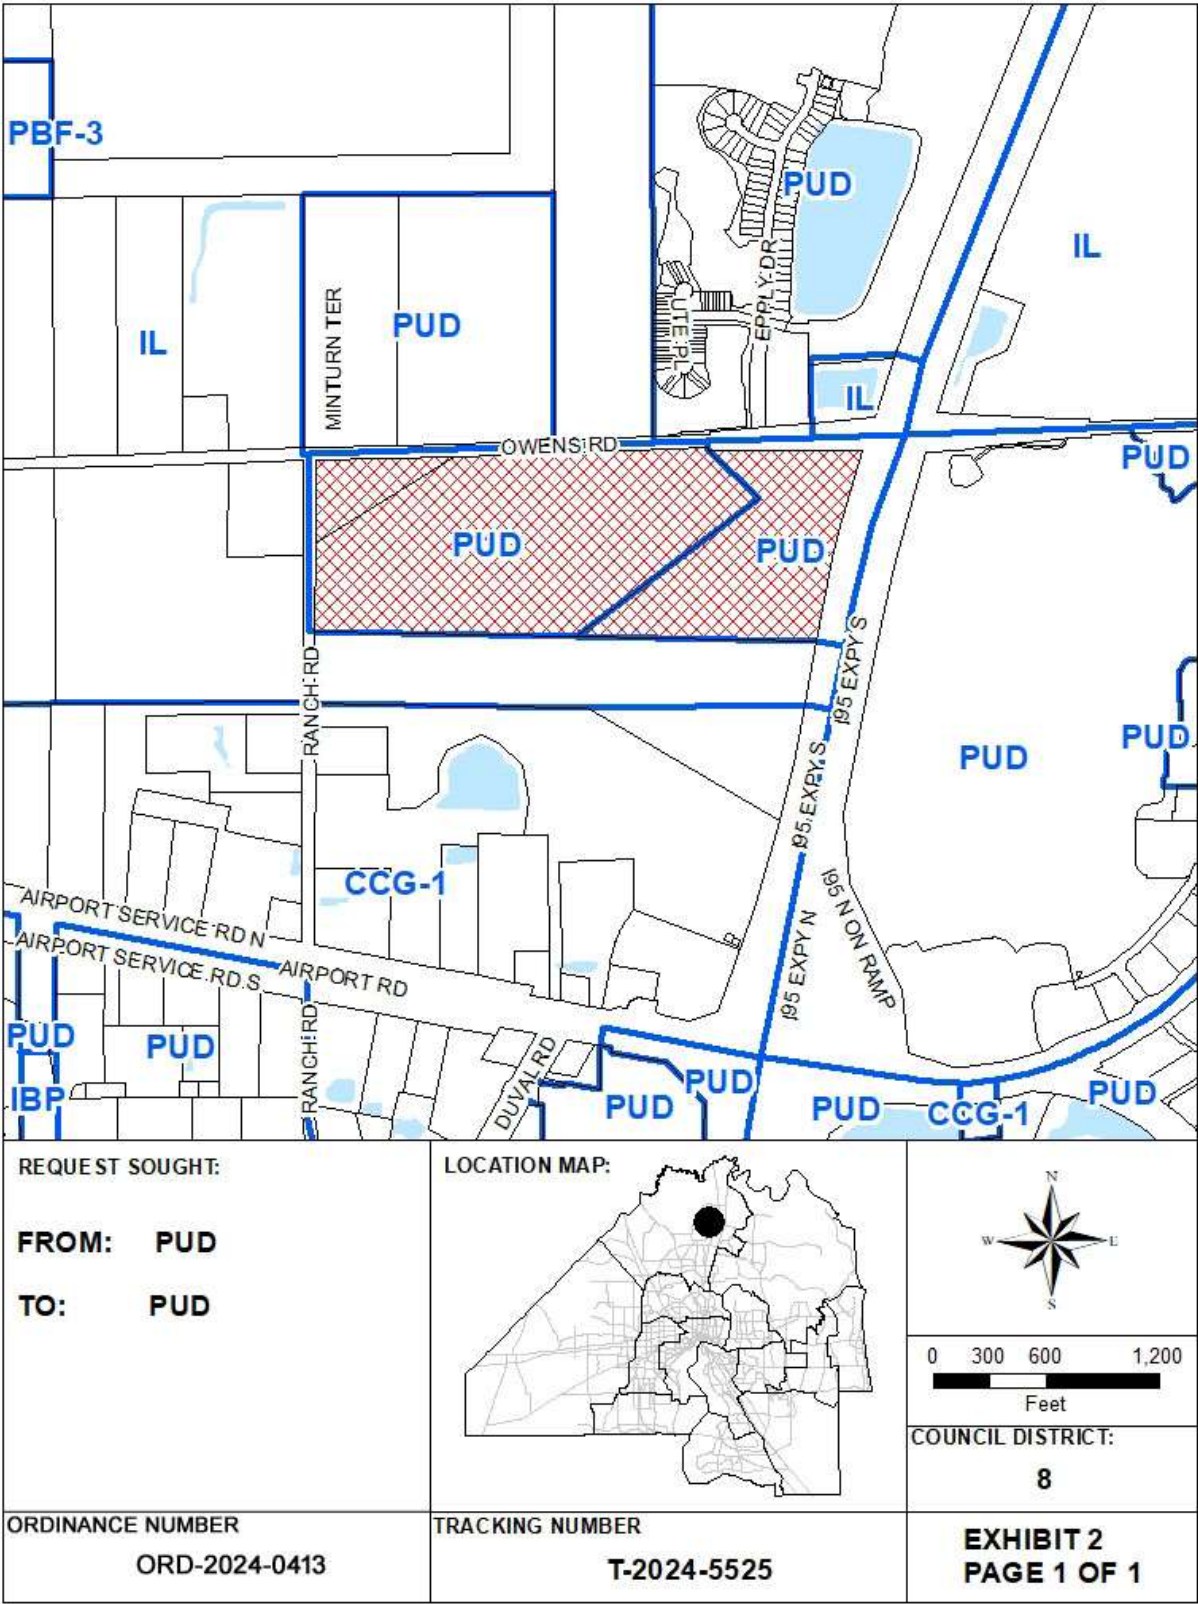 PBF-3
PUD
IL
EPPLY DR
MINTURN TER
PUD
IL
UTE PL
IL
OWENS RD
PUD
PUD
PUD
RANCH RD
I95 EXPY S
PUD
PUD
I95 EXPY S
CCG-1
I95 N ON RAMP
AIRPORT SERVICE RD N
I95 EXPY N
AIRPORT SERVICE RD S
AIRPORT RD
PUD
PUD
RANCH RD
DUVAL RD
PUD
IBP
PUD
PUD
CCG-1
PUD
REQUEST SOUGHT:
FROM: PUD
TO: PUD
LOCATION MAP:
N
W
E
S
0 300 600 1,200
Feet
COUNCIL DISTRICT:
8
ORDINANCE NUMBER
ORD-2024-0413
TRACKING NUMBER
T-2024-5525
EXHIBIT 2
PAGE 1 OF 1